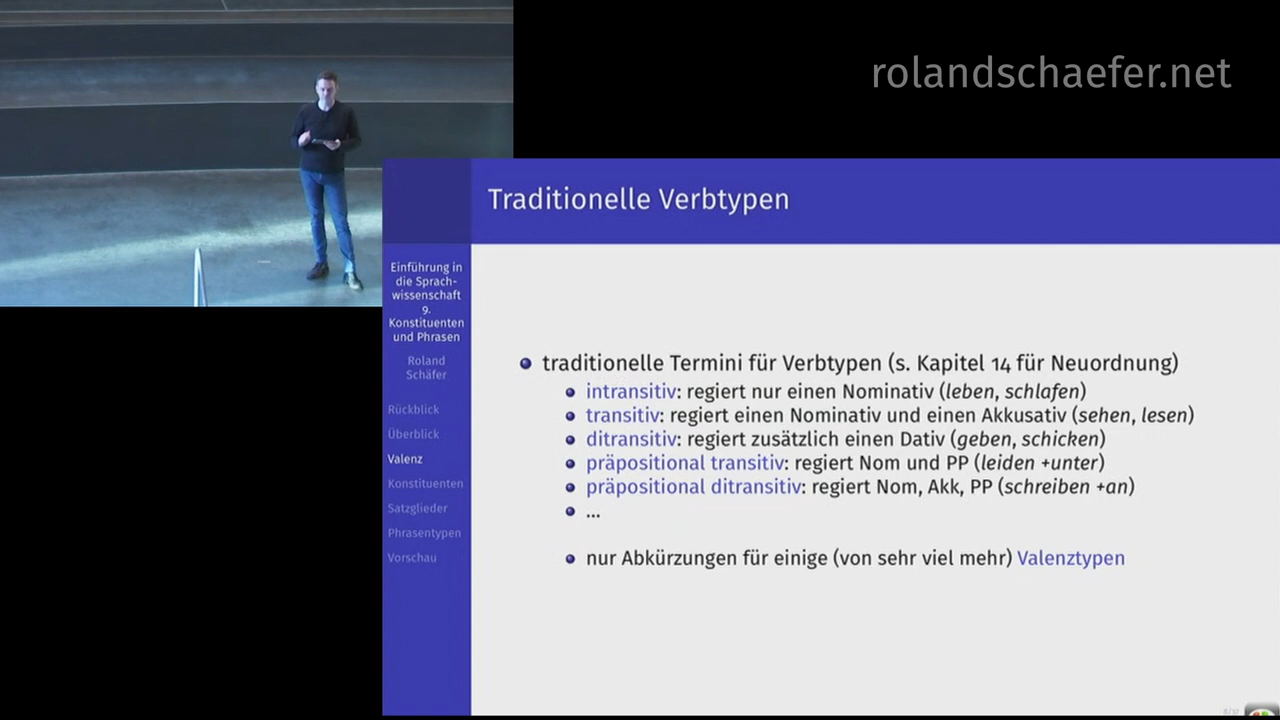 rolandschaefer.net
Traditionelle Verbtypen
Einführung in
die Sprach-
wissenschaft
9.
Konstituenten
und Phrasen
Roland
Schäfer
Rückblick
Überblick
Valenz
Konstituenten
Satzglieder
Phrasentypen
Vorschau
traditionelle Termini für Verbtypen (s. Kapitel 14 für Neuordnung)
intransitiv: regiert nur einen Nominativ (leben, schlafen)
transitiv: regiert einen Nominativ und einen Akkusativ (sehen, lesen)
ditransitiv: regiert zusätzlich einen Dativ (geben, schicken)
präpositional transitiv: regiert Nom und PP (leiden +unter)
präpositional ditransitiv: regiert Nom, Akk, PP (schreiben +an)
...
nur Abkürzungen für einige (von sehr viel mehr) Valenztypen